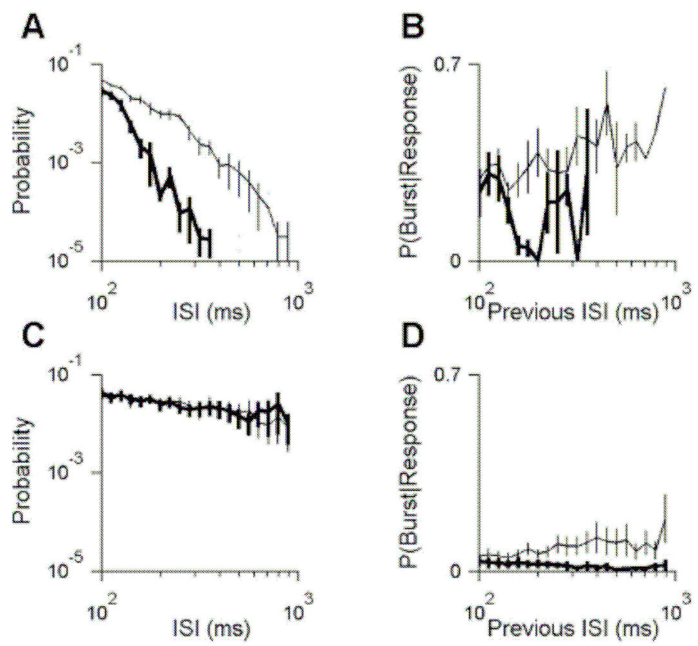 A
B
10^-1
10^-3
10^-5
Probability
10^2
10^3
ISI (ms)
0.7
0
P(Burst|Response)
10^2
10^3
Previous ISI (ms)
C
D
10^-1
10^-3
10^-5
Probability
10^2
10^3
ISI (ms)
0.7
0
P(Burst|Response)
10^2
10^3
Previous ISI (ms)